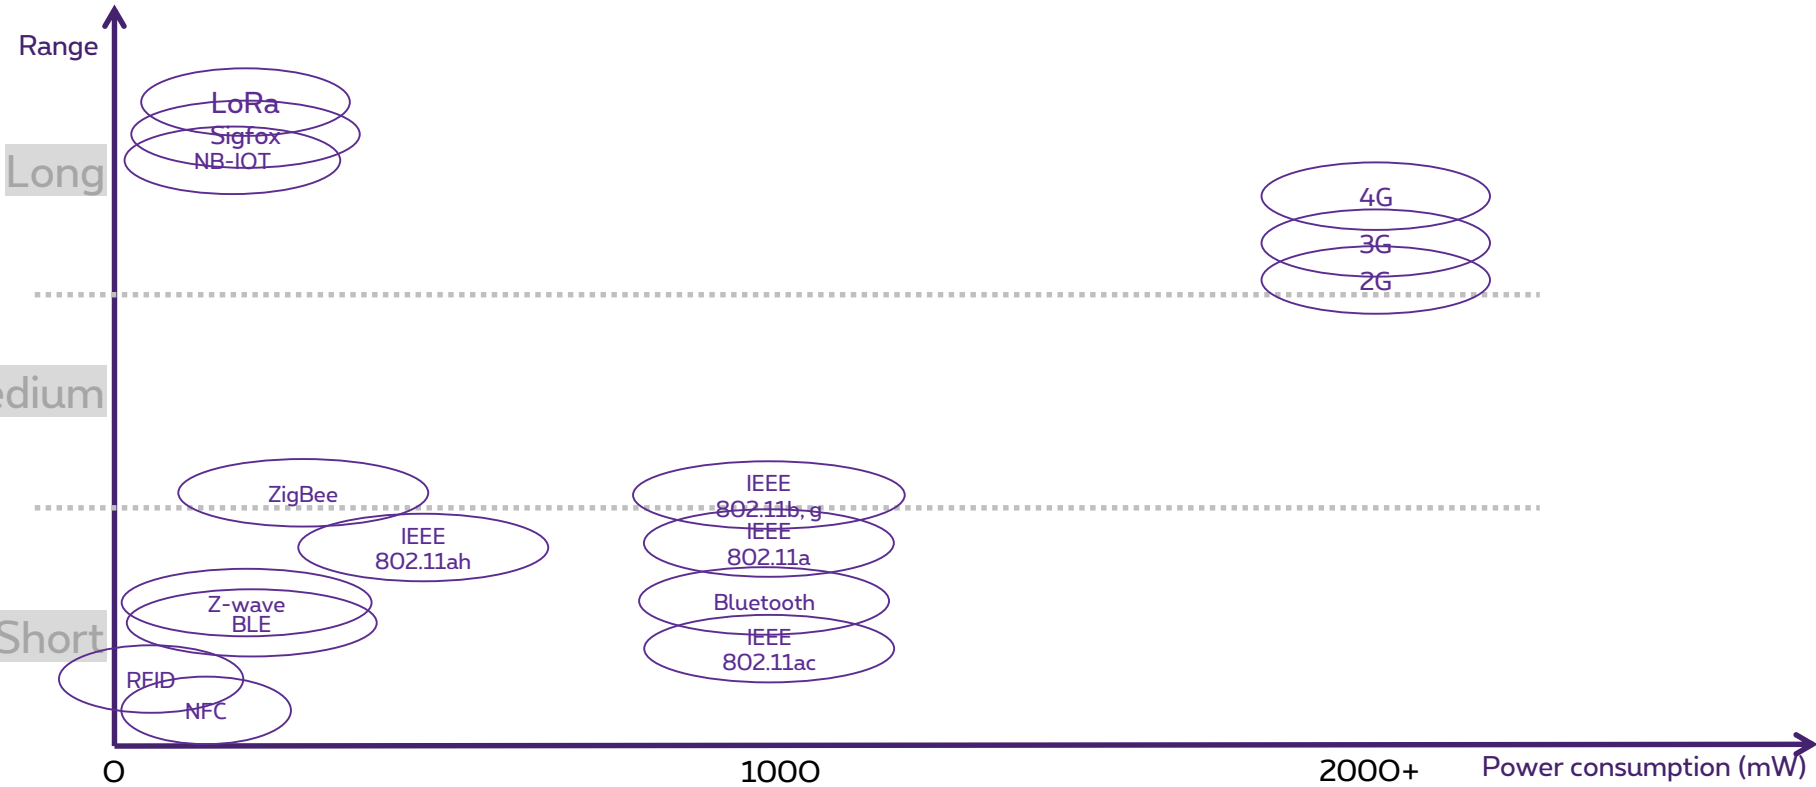 Range
LoRa
Sigfox
NB-IOT
Long
4G
3G
2G
edium
ZigBee
IEEE
802.11b, g
IEEE
802.11ah
IEEE
802.11a
Z-wave
BLE
Bluetooth
Short
IEEE
802.11ac
RFID
NFC
0
1000
2000+
Power consumption (mW)